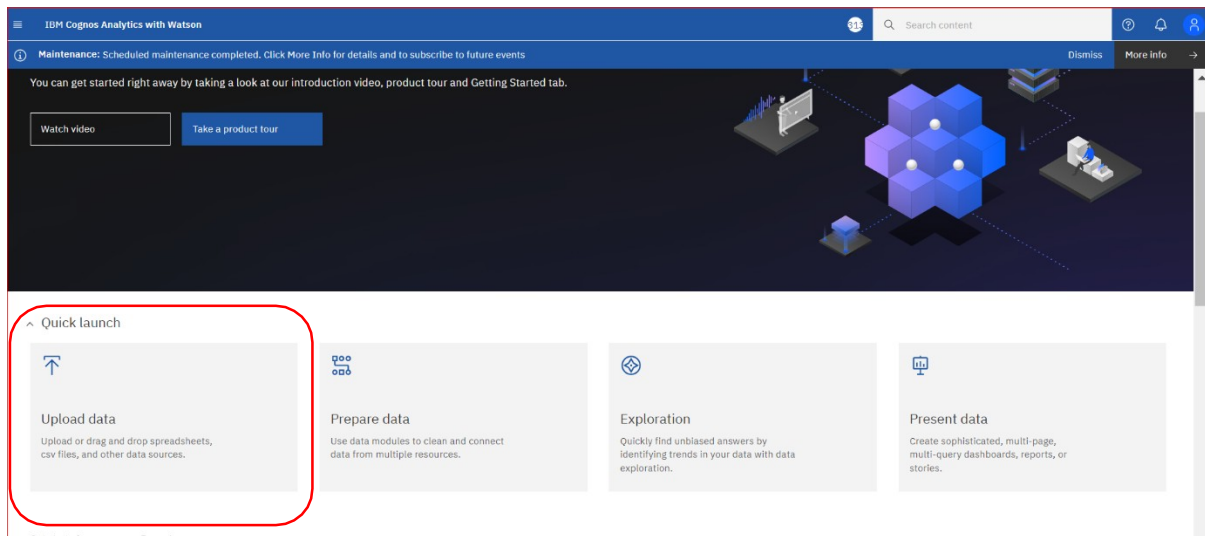 IBM Cognos Analytics with Watson
Search content
Maintenance: Scheduled maintenance completed. Click More Info for details and to subscribe to future events
Dismiss
More info
You can get started right away by taking a look at our introduction video, product tour and Getting Started tab.
Watch video
Take a product tour
Quick launch
Upload data
Upload or drag and drop spreadsheets,
csv files, and other data sources.
Prepare data
Use data modules to clean and connect
data from multiple resources.
Exploration
Quickly find unbiased answers by
identifying trends in your data with data
exploration.
Present data
Create sophisticated, multi-page,
multi-query dashboards, reports, or
stories.